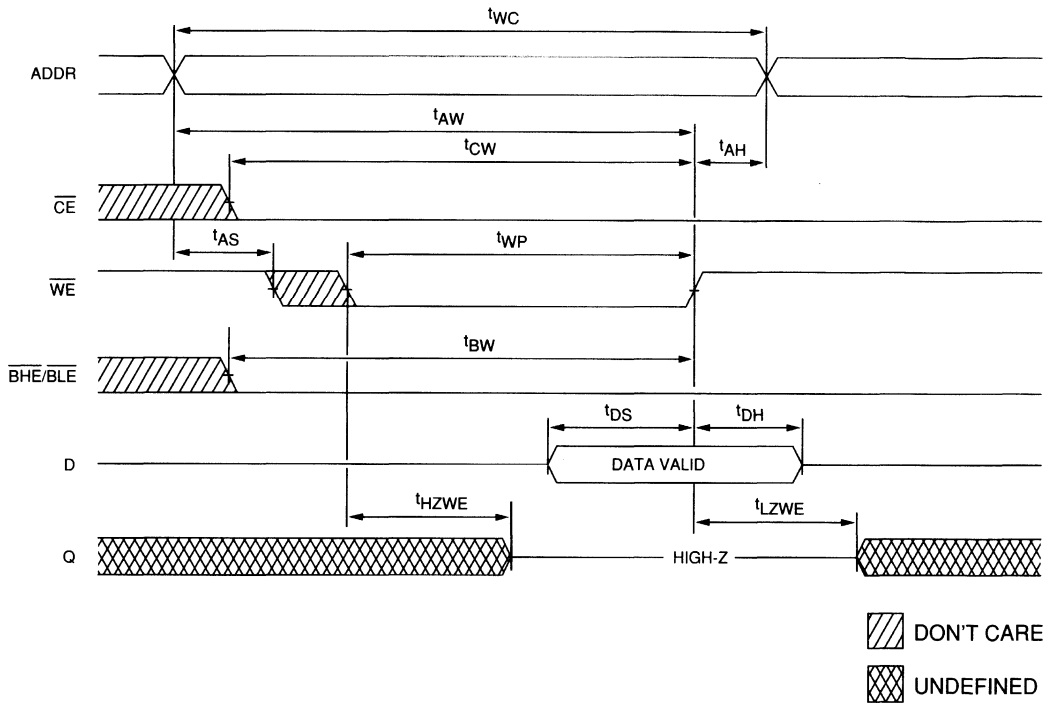 tWC
ADDR
tAW
tCW
tAH
CE
tAS
tWP
WE
tBW
BHE/BLE
tDS
tDH
D
DATA VALID
tHZWE
tLZWE
Q
HIGH-Z
DON'T CARE
UNDEFINED